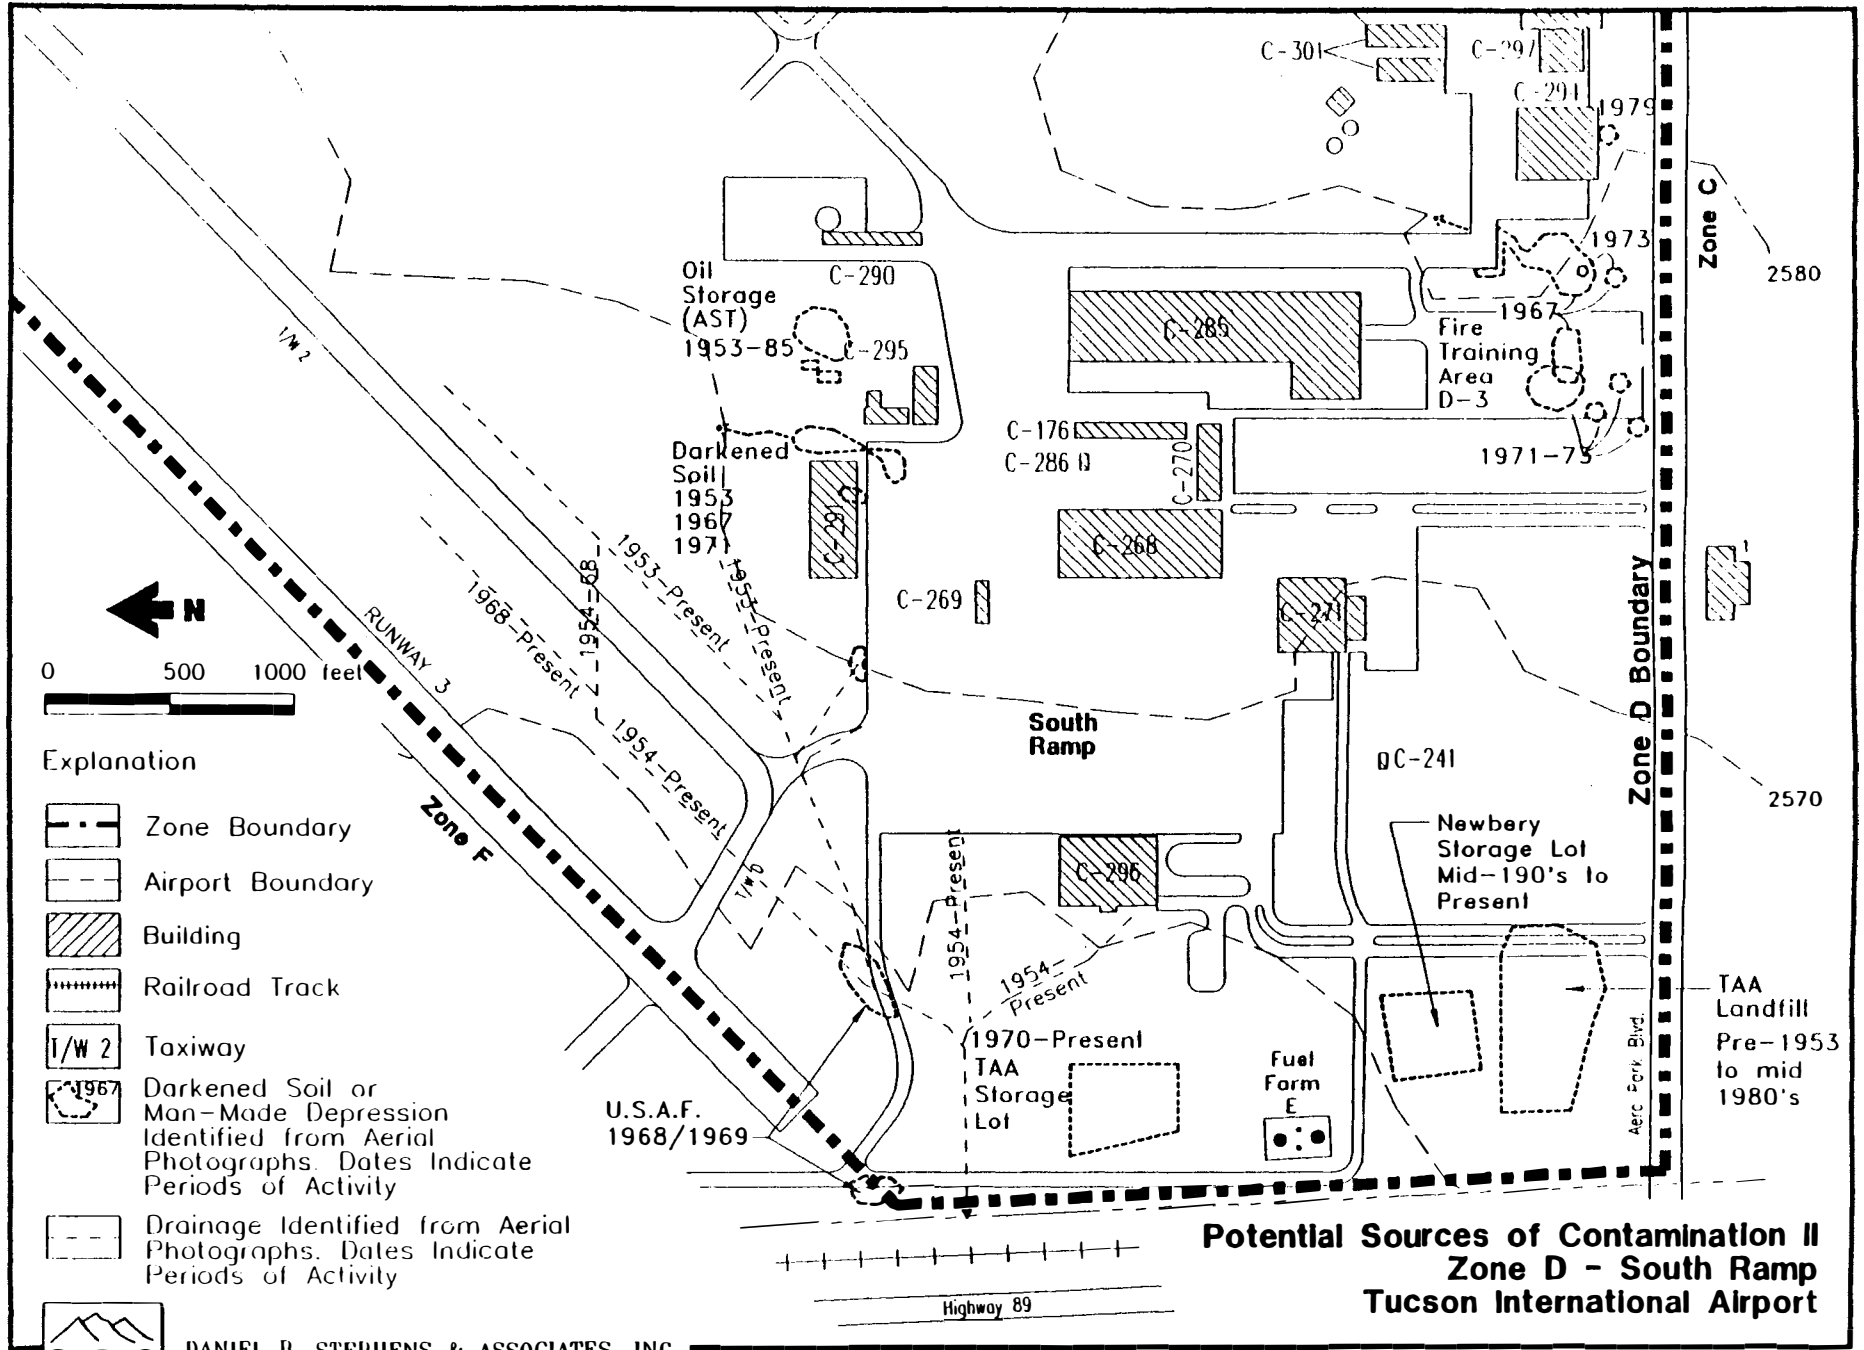 C-301
C-297
C-291
1979
Zone C
1973
2580
Oil
Storage
(AST)
1953-85
C-290
C-295
C-285
1967
Fire
Training
Area
D-3
T/W 2
Darkened
Soil
1953
1967
1971
C-176
C-286
C-270
1971-73
C-291
C-268
C-269
C-271
Zone D Boundary
N
1968-Present
1954-68
1953-Present
1953-Present
RUNWAY 3
0 500 1000 feet
1954-Present
South
Ramp
C-241
2570
Zone F
T/W D
C-296
1954-Present
1954-
Present
Newbery
Storage Lot
Mid-190's to
Present
TAA
Landfill
Pre-1953
to mid
1980's
1970-Present
TAA
Storage
Lot
Fuel
Farm
E
Aero Park Blvd.
U.S.A.F.
1968/1969
Explanation
Zone Boundary
Airport Boundary
Building
Railroad Track
T/W 2
Taxiway
1967
Darkened Soil or
Man-Made Depression
Identified from Aerial
Photographs. Dates Indicate
Periods of Activity
Drainage Identified from Aerial
Photographs. Dates Indicate
Periods of Activity
Potential Sources of Contamination II
Zone D - South Ramp
Tucson International Airport
Highway 89
DANIEL B. STEPHENS & ASSOCIATES, INC.